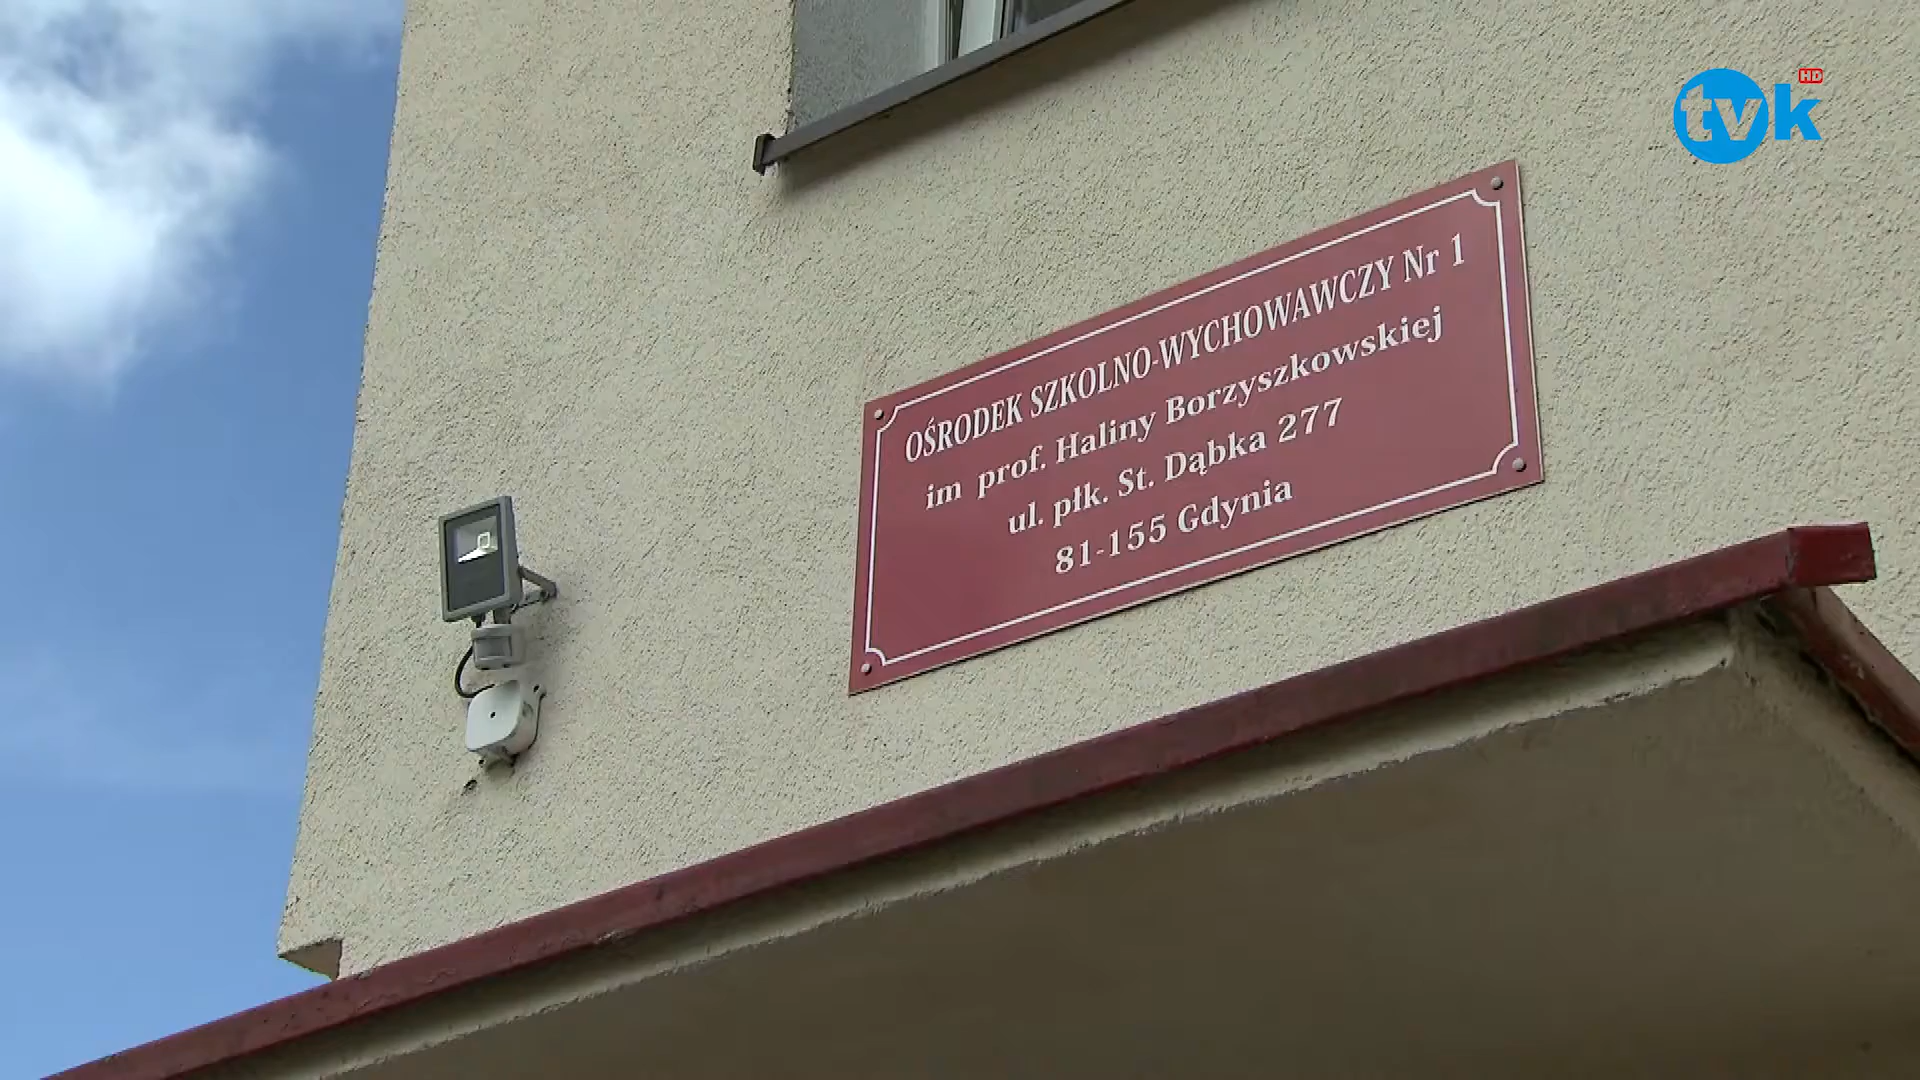 tvk HD
OŚRODEK SZKOLNO-WYCHOWAWCZY Nr 1
im prof. Haliny Borzyszkowskiej
ul. płk. St. Dąbka 277
81-155 Gdynia